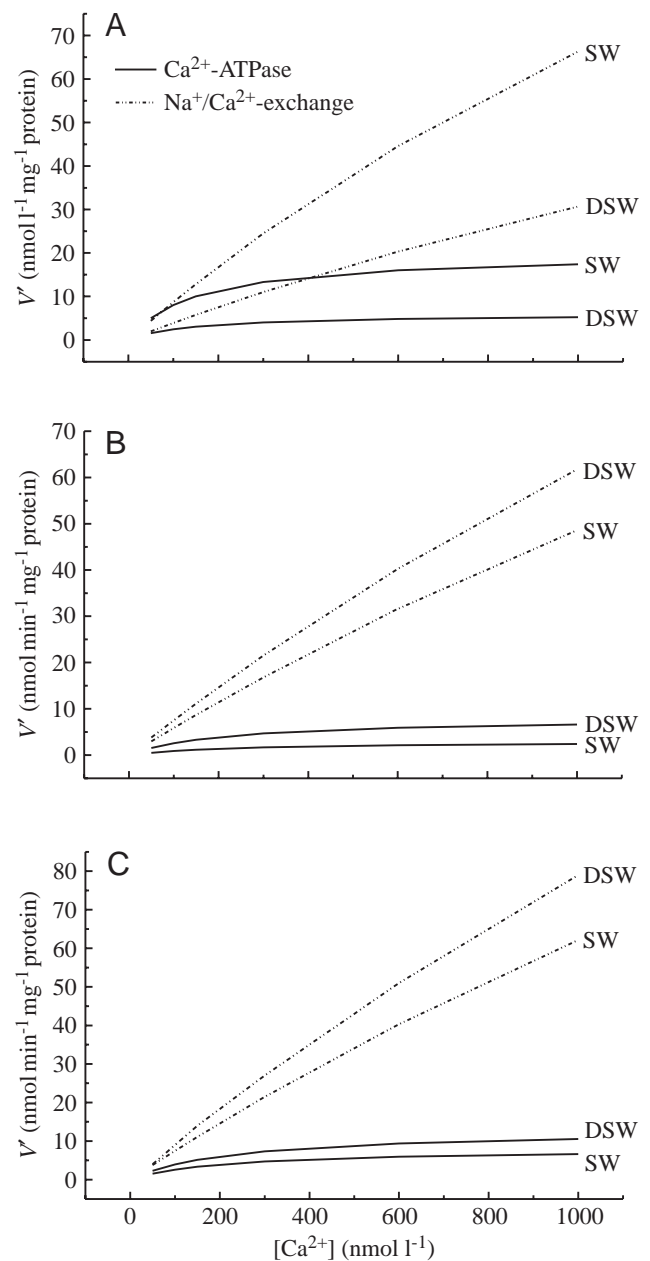 A
70
60
50
40
30
20
10
0
V′ (nmol l⁻¹ mg⁻¹ protein)
Ca²⁺-ATPase
Na⁺/Ca²⁺-exchange
SW
DSW
SW
DSW
B
70
60
50
40
30
20
10
0
V′ (nmol min⁻¹ mg⁻¹ protein)
DSW
SW
DSW
SW
C
80
70
60
50
40
30
20
10
0
V′ (nmol min⁻¹ mg⁻¹ protein)
DSW
SW
DSW
SW
0 200 400 600 800 1000
[Ca²⁺] (nmol l⁻¹)